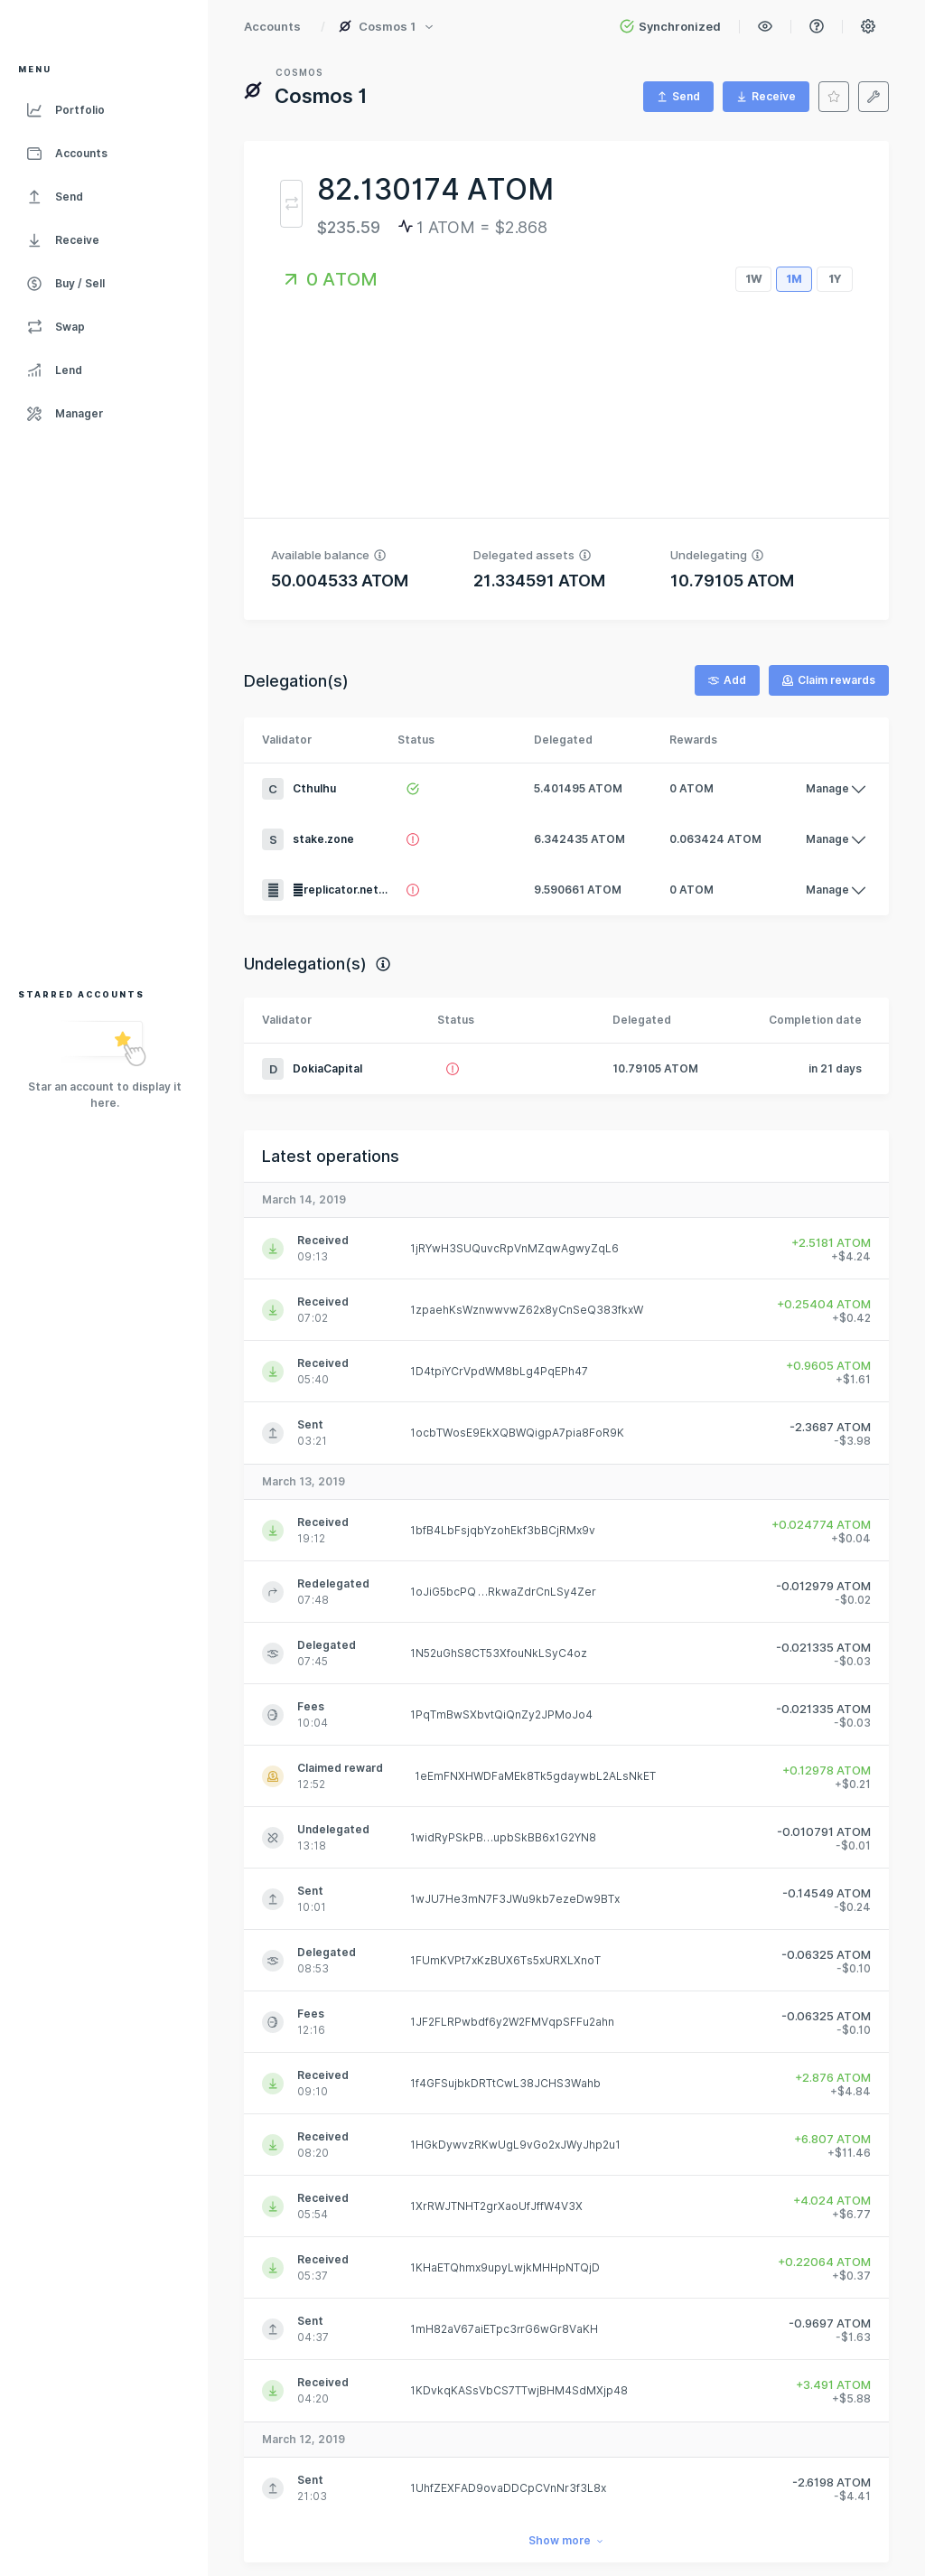 Accounts / Cosmos 1
Synchronized
MENU
Portfolio
Accounts
Send
Receive
Buy / Sell
Swap
Lend
Manager
STARRED ACCOUNTS
Star an account to display it
here.
COSMOS
Cosmos 1
Send
Receive
82.130174 ATOM
$235.59 1 ATOM = $2.868
0 ATOM
1W 1M 1Y
Available balance
50.004533 ATOM
Delegated assets
21.334591 ATOM
Undelegating
10.79105 ATOM
Delegation(s)
Add
Claim rewards
Validator Status Delegated Rewards
C Cthulhu 5.401495 ATOM 0 ATOM Manage
S stake.zone 6.342435 ATOM 0.063424 ATOM Manage
𝌆 𝌆replicator.net... 9.590661 ATOM 0 ATOM Manage
Undelegation(s)
Validator Status Delegated Completion date
D DokiaCapital 10.79105 ATOM in 21 days
Latest operations
March 14, 2019
Received
09:13
1jRYwH3SUQuvcRpVnMZqwAgwyZqL6
+2.5181 ATOM
+$4.24
Received
07:02
1zpaehKsWznwwvwZ62x8yCnSeQ383fkxW
+0.25404 ATOM
+$0.42
Received
05:40
1D4tpiYCrVpdWM8bLg4PqEPh47
+0.9605 ATOM
+$1.61
Sent
03:21
1ocbTWosE9EkXQBWQigpA7pia8FoR9K
-2.3687 ATOM
-$3.98
March 13, 2019
Received
19:12
1bfB4LbFsjqbYzohEkf3bBCjRMx9v
+0.024774 ATOM
+$0.04
Redelegated
07:48
1oJiG5bcPQ...RkwaZdrCnLSy4Zer
-0.012979 ATOM
-$0.02
Delegated
07:45
1N52uGhS8CT53XfouNkLSyC4oz
-0.021335 ATOM
-$0.03
Fees
10:04
1PqTmBwSXbvtQiQnZy2JPMoJo4
-0.021335 ATOM
-$0.03
Claimed reward
12:52
1eEmFNXHWDFaMEk8Tk5gdaywbL2ALsNkET
+0.12978 ATOM
+$0.21
Undelegated
13:18
1widRyPSkPB...upbSkBB6x1G2YN8
-0.010791 ATOM
-$0.01
Sent
10:01
1wJU7He3mN7F3JWu9kb7ezeDw9BTx
-0.14549 ATOM
-$0.24
Delegated
08:53
1FUmKVPt7xKzBUX6Ts5xURXLXnoT
-0.06325 ATOM
-$0.10
Fees
12:16
1JF2FLRPwbdf6y2W2FMVqpSFFu2ahn
-0.06325 ATOM
-$0.10
Received
09:10
1f4GFSujbkDRTtCwL38JCHS3Wahb
+2.876 ATOM
+$4.84
Received
08:20
1HGkDywvzRKwUgL9vGo2xJWyJhp2u1
+6.807 ATOM
+$11.46
Received
05:54
1XrRWJTNHT2grXaoUfJffW4V3X
+4.024 ATOM
+$6.77
Received
05:37
1KHaETQhmx9upyLwjkMHHpNTQjD
+0.22064 ATOM
+$0.37
Sent
04:37
1mH82aV67aiETpc3rrG6wGr8VaKH
-0.9697 ATOM
-$1.63
Received
04:20
1KDvkqKASsVbCS7TTwjBHM4SdMXjp48
+3.491 ATOM
+$5.88
March 12, 2019
Sent
21:03
1UhfZEXFAD9ovaDDCpCVnNr3f3L8x
-2.6198 ATOM
-$4.41
Show more